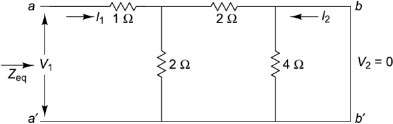 a I₁ 1 Ω 2 Ω I₂ b
Zeq V₁ 2 Ω 4 Ω V₂ = 0
a′ b′